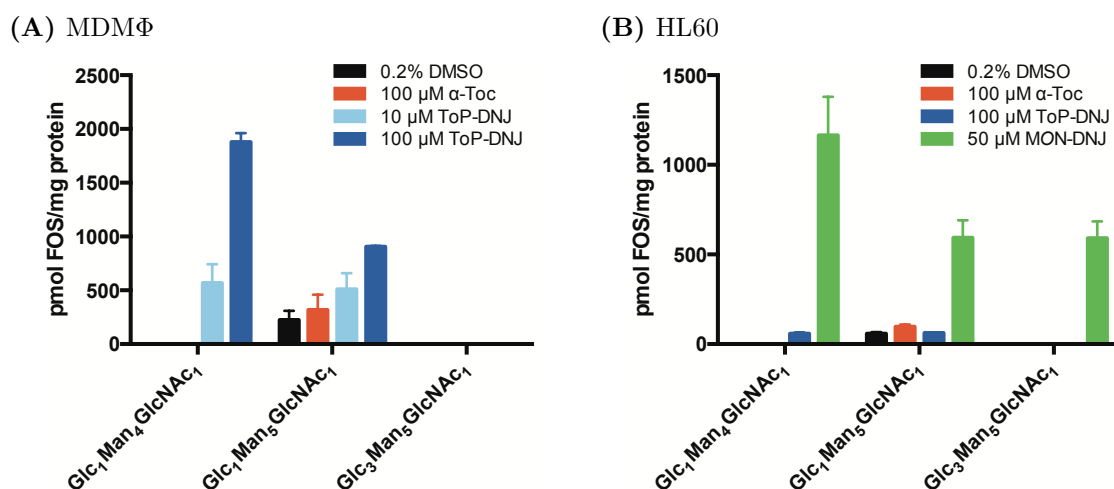 (A) MDMΦ
2500
2000
1500
1000
500
0
pmol FOS/mg protein
0.2% DMSO
100 µM α-Toc
10 µM ToP-DNJ
100 µM ToP-DNJ
Glc₁Man₄GlcNAc₁
Glc₁Man₅GlcNAc₁
Glc₃Man₅GlcNAc₁
(B) HL60
1500
1000
500
0
pmol FOS/mg protein
0.2% DMSO
100 µM α-Toc
100 µM ToP-DNJ
50 µM MON-DNJ
Glc₁Man₄GlcNAc₁
Glc₁Man₅GlcNAc₁
Glc₃Man₅GlcNAc₁